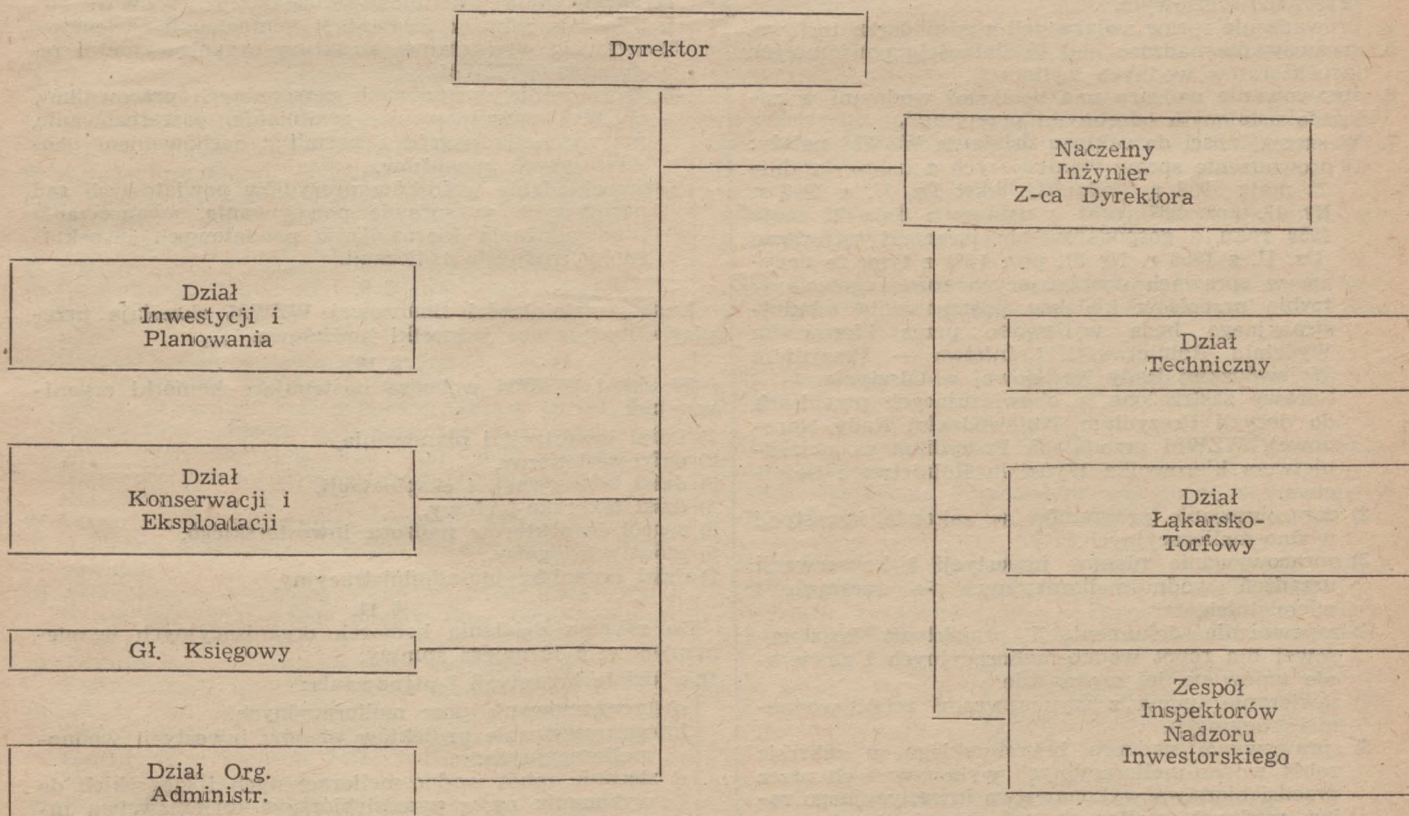 Dyrektor
Naczelny
Inżynier
Z-ca Dyrektora
Dział
Inwestycji i
Planowania
Dział
Techniczny
Dział
Konserwacji i
Eksploatacji
Dział
Łąkarsko-
Torfowy
Gł. Księgowy
Zespół
Inspektorów
Nadzoru
Inwestorskiego
Dział Org.
Administr.